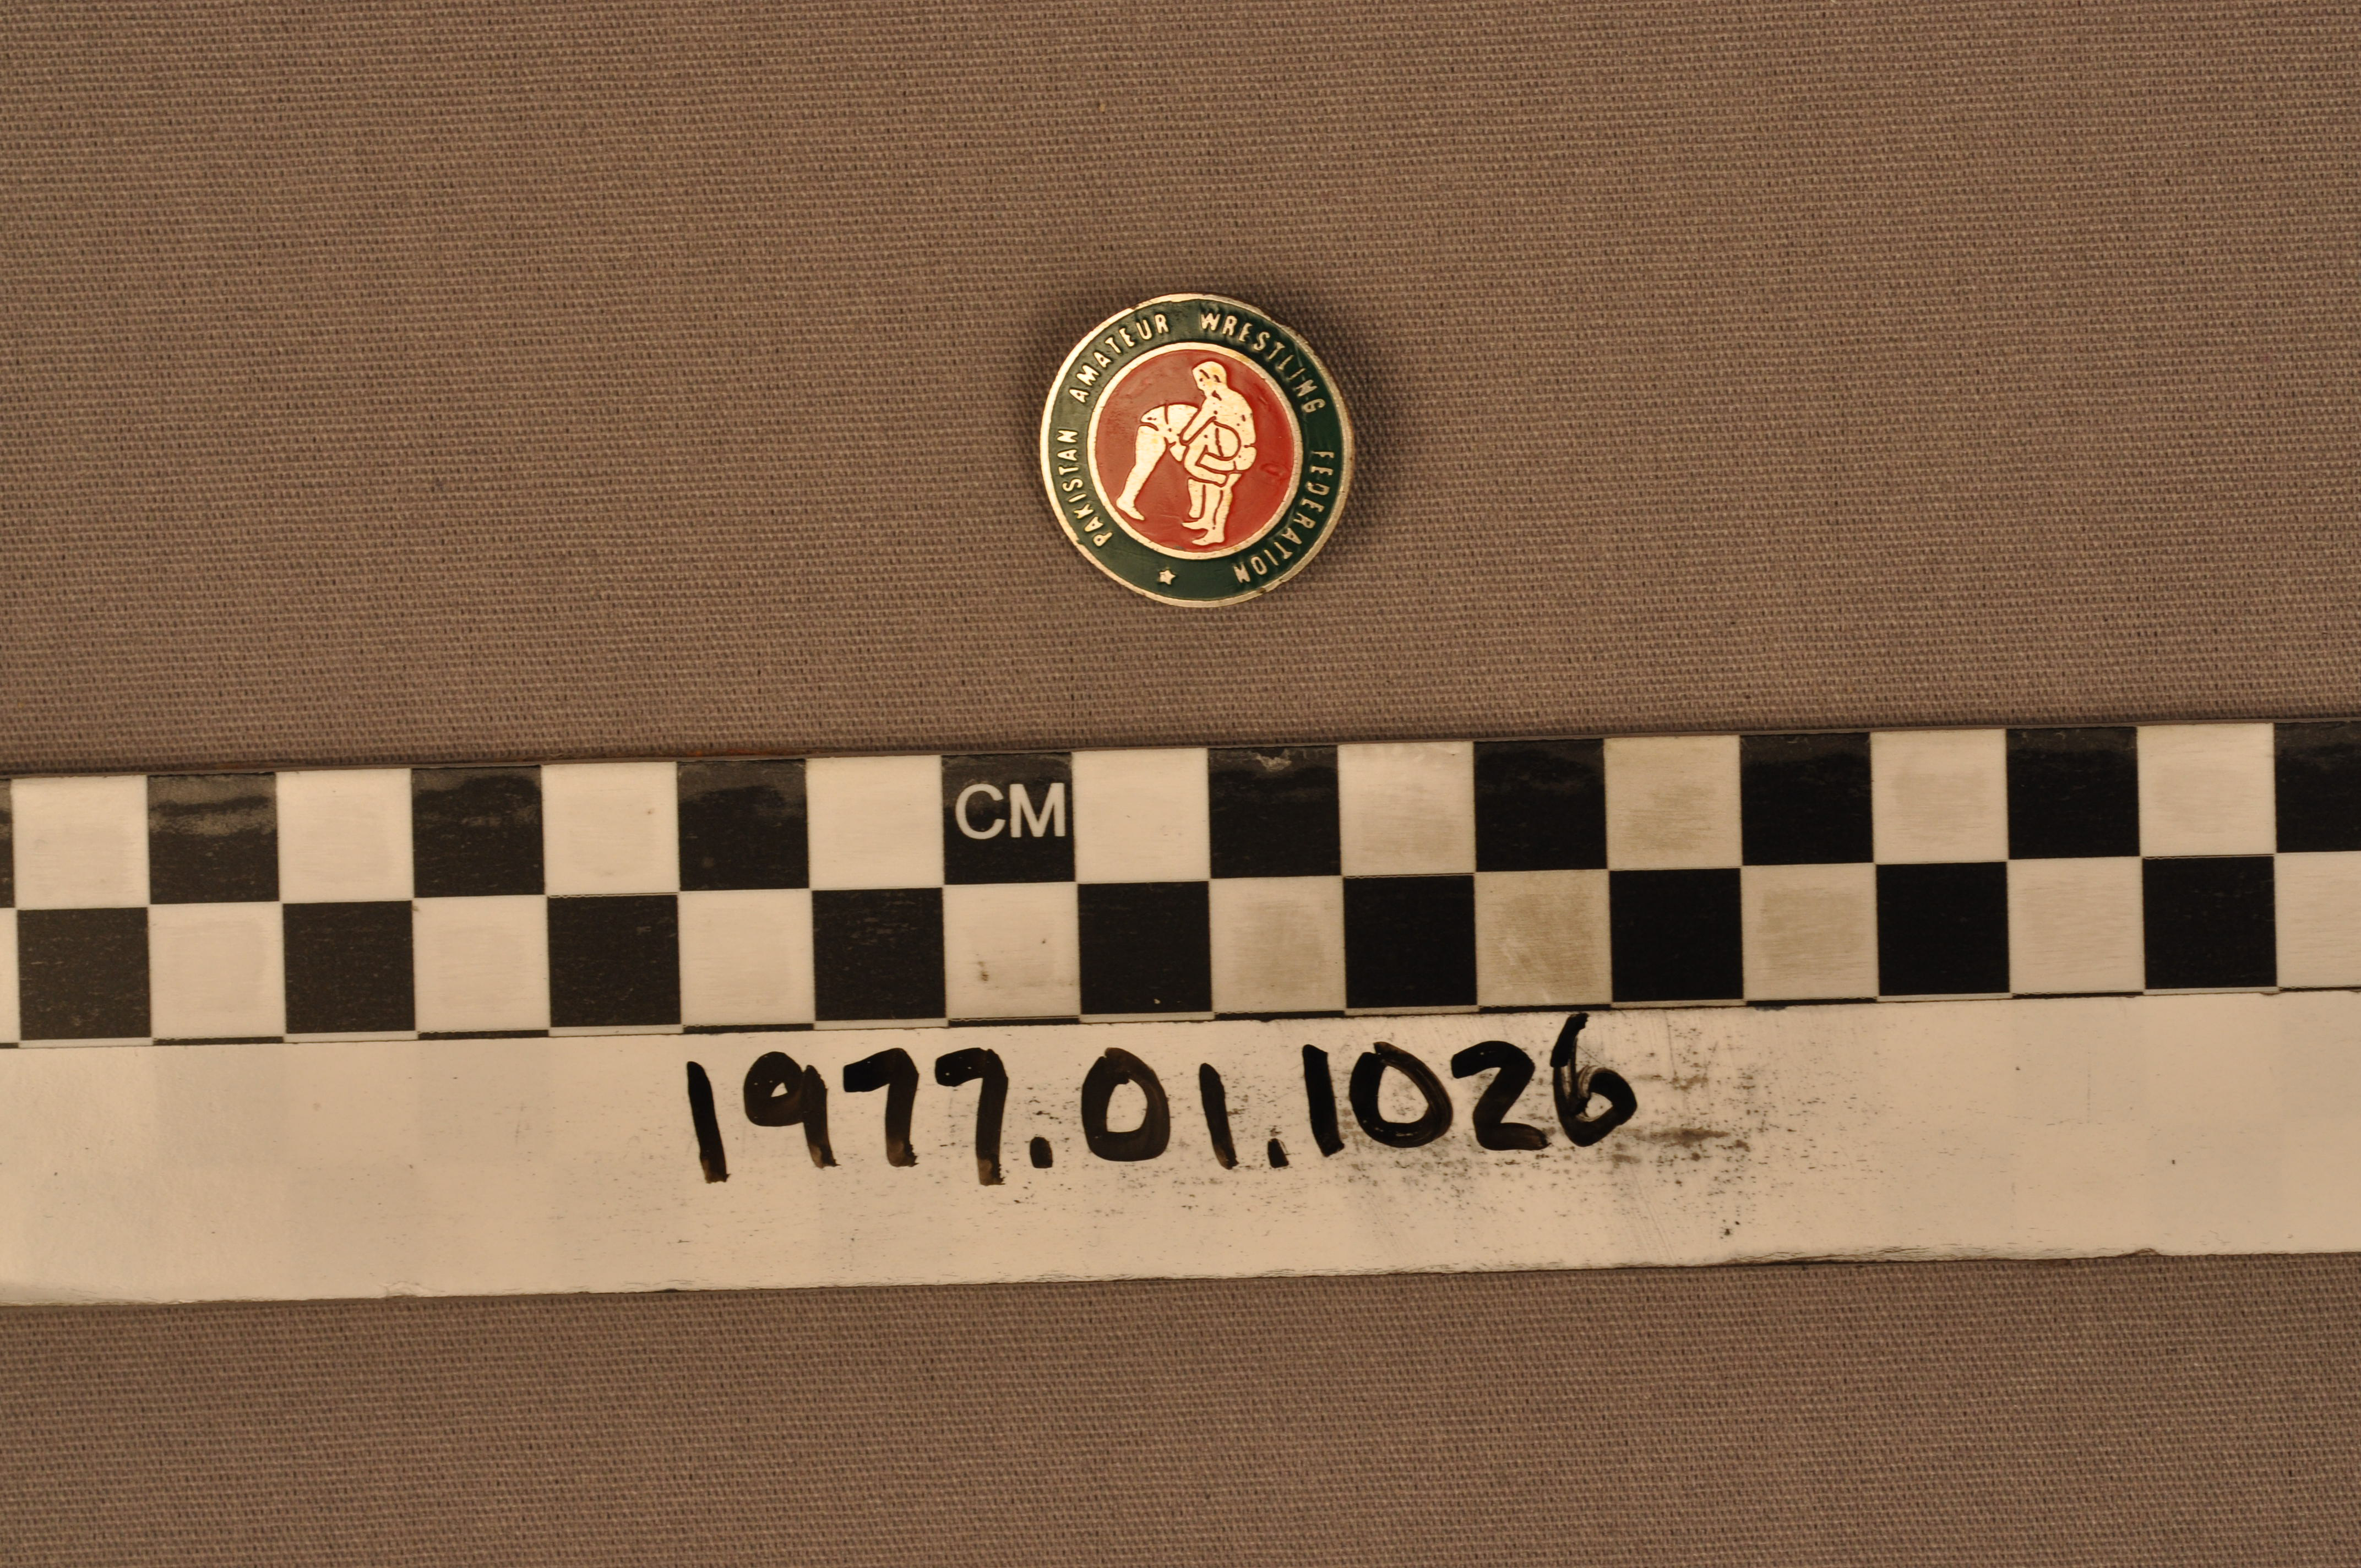 PAKISTAN AMATEUR WRESTLING FEDERATION
CM
1977.01.1026